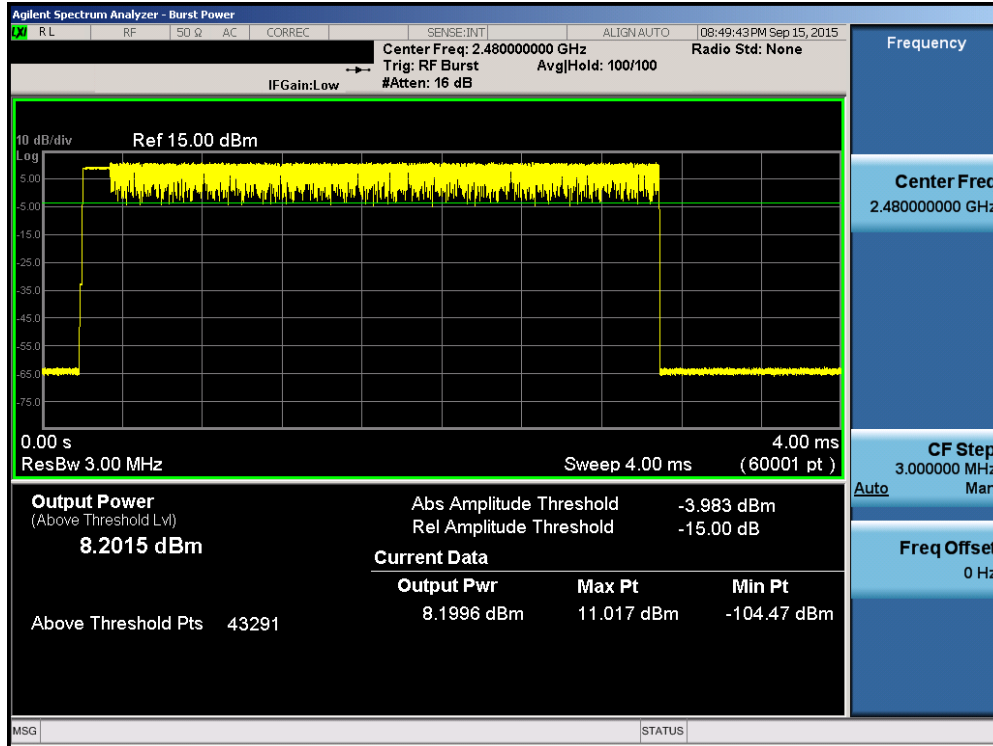 Agilent Spectrum Analyzer - Burst Power
LXI RL RF 50 Ω AC CORREC SENSE:INT ALIGN AUTO 08:49:43 PM Sep 15, 2015
Center Freq: 2.480000000 GHz Radio Std: None
Trig: RF Burst Avg|Hold: 100/100
IFGain:Low #Atten: 16 dB
10 dB/div Ref 15.00 dBm
Log
5.00
-5.00
-15.0
-25.0
-35.0
-45.0
-55.0
-65.0
-75.0
0.00 s 4.00 ms
ResBw 3.00 MHz Sweep 4.00 ms (60001 pt)
Output Power
(Above Threshold Lvl)
8.2015 dBm
Above Threshold Pts 43291
Abs Amplitude Threshold -3.983 dBm
Rel Amplitude Threshold -15.00 dB
Current Data
Output Pwr Max Pt Min Pt
8.1996 dBm 11.017 dBm -104.47 dBm
Frequency
Center Freq
2.480000000 GHz
CF Step
3.000000 MHz
Auto Man
Freq Offset
0 Hz
MSG STATUS